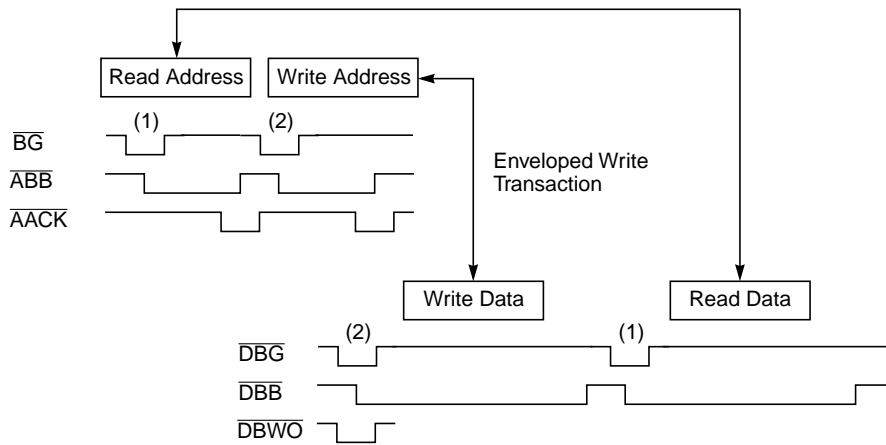 Read Address Write Address
(1) (2)
BG
Enveloped Write
Transaction
ABB
AACK
Write Data Read Data
(2) (1)
DBG
DBB
DBWO